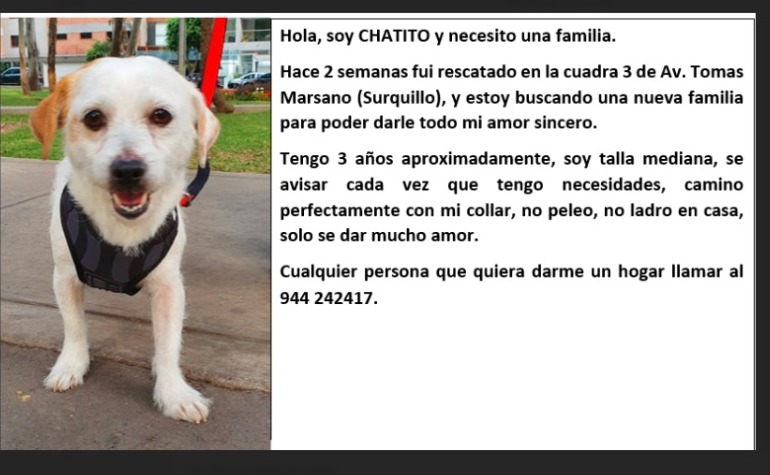 Hola, soy CHATITO y necesito una familia.
Hace 2 semanas fui rescatado en la cuadra 3 de Av. Tomas
Marsano (Surquillo), y estoy buscando una nueva familia
para poder darle todo mi amor sincero.
Tengo 3 años aproximadamente, soy talla mediana, se
avisar cada vez que tengo necesidades, camino
perfectamente con mi collar, no peleo, no ladro en casa,
solo se dar mucho amor.
Cualquier persona que quiera darme un hogar llamar al
944 242417.